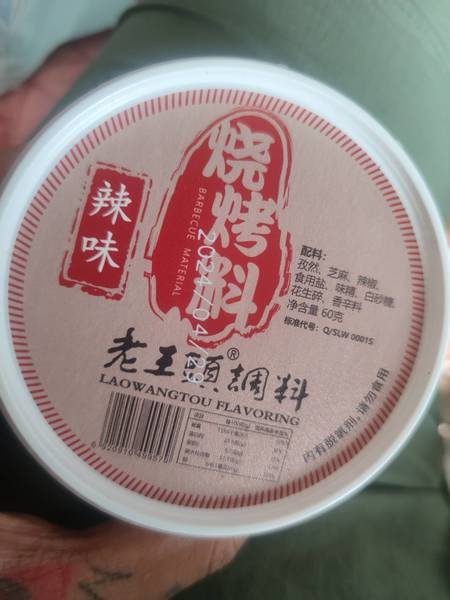 烧烤料
BARBECUE MATERIAL
辣味
2024/04/29
配料:
孜然、芝麻、辣椒、
食用盐、味精、白砂糖、
花生碎、香辛料
净含量 60克
标准代号: Q/SLW 0001S
老王頭®調料
LAOWANGTOU FLAVORING
内有脱氧剂,请勿食用